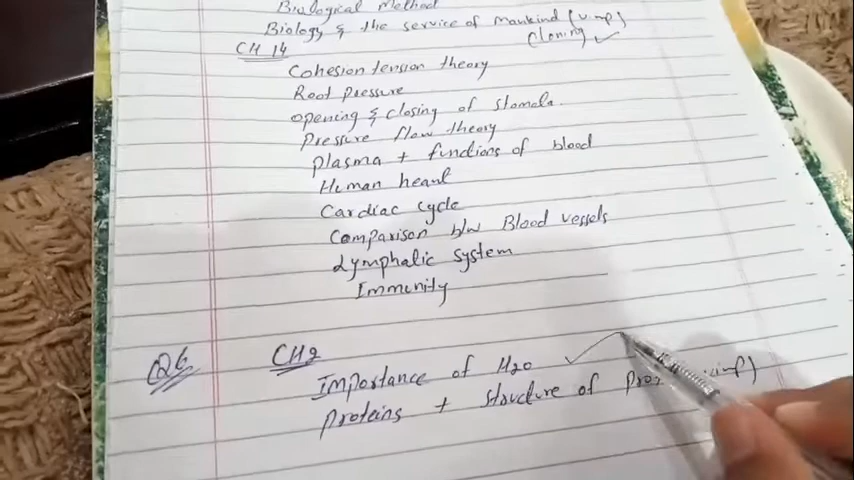 Biological Method
Biology & the service of Mankind (v.imp)
Cloning
CH 14
Cohesion tension theory
Root pressure
opening & closing of stomata
Pressure flow theory
Plasma + functions of blood
Human heart
Cardiac cycle
Comparison b/w Blood vessels
Lymphatic system
Immunity
Q6 CH2
Importance of H2O
Proteins + structure of